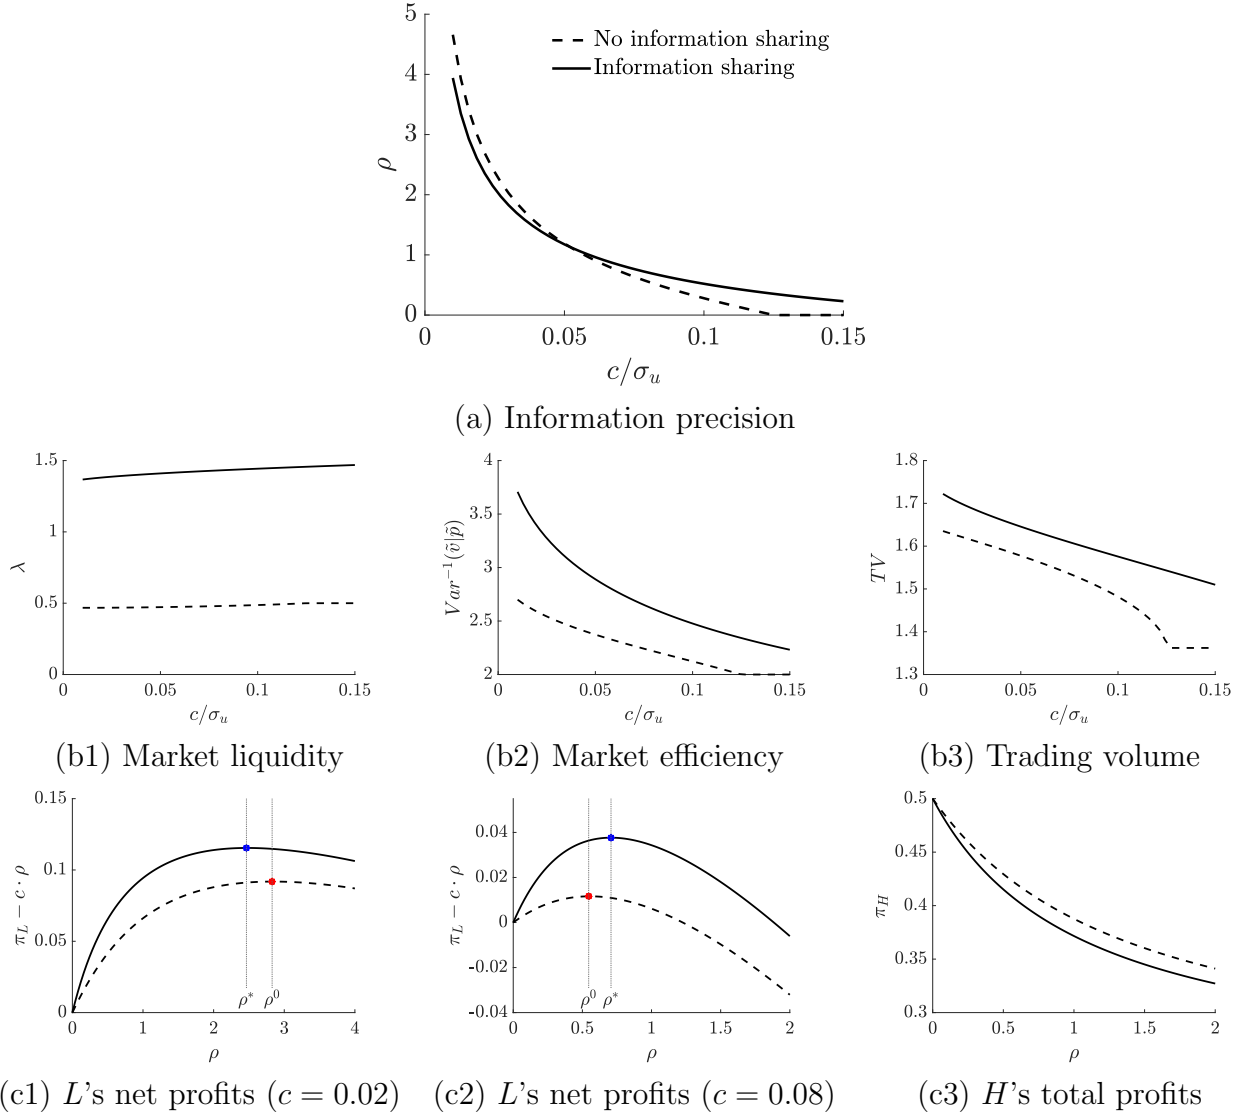 5
4
3
2
1
0
ρ
No information sharing
Information sharing
0 0.05 0.1 0.15
c/σ_u
(a) Information precision
1.5
1
0.5
0
λ
0 0.05 0.1 0.15
c/σ_u
(b1) Market liquidity
4
3.5
3
2.5
2
Var⁻¹(ṽ|p̃)
0 0.05 0.1 0.15
c/σ_u
(b2) Market efficiency
1.8
1.7
1.6
1.5
1.4
1.3
TV
0 0.05 0.1 0.15
c/σ_u
(b3) Trading volume
0.15
0.1
0.05
0
π_L − c · ρ
ρ* ρ⁰
0 1 2 3 4
ρ
(c1) L's net profits (c = 0.02)
0.04
0.02
0
-0.02
-0.04
π_L − c · ρ
ρ⁰ ρ*
0 0.5 1 1.5 2
ρ
(c2) L's net profits (c = 0.08)
0.5
0.45
0.4
0.35
0.3
π_H
0 1 2
ρ
(c3) H's total profits